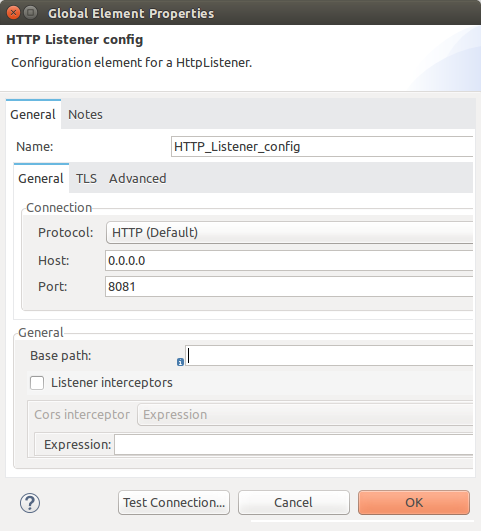 Global Element Properties
HTTP Listener config
Configuration element for a HttpListener.
General Notes
Name: HTTP_Listener_config
General TLS Advanced
Connection
Protocol: HTTP (Default)
Host: 0.0.0.0
Port: 8081
General
Base path:
Listener interceptors
Cors interceptor Expression
Expression:
Test Connection... Cancel OK